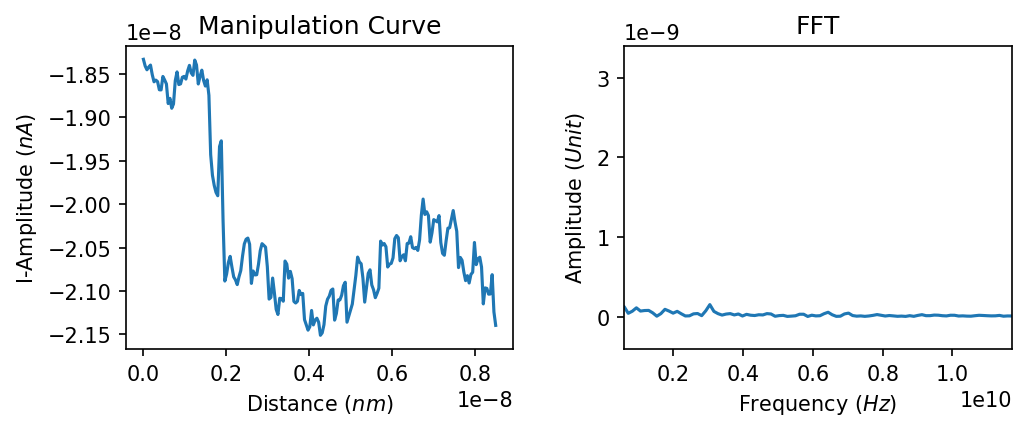 Manipulation Curve
1e−8
−1.85
−1.90
−1.95
−2.00
−2.05
−2.10
−2.15
I-Amplitude (nA)
0.0 0.2 0.4 0.6 0.8
1e−8
Distance (nm)
FFT
1e−9
3
2
1
0
Amplitude (Unit)
0.2 0.4 0.6 0.8 1.0
1e10
Frequency (Hz)